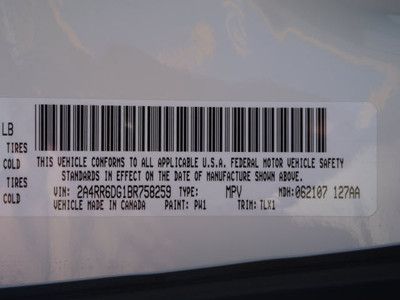 LB
TIRES
COLD
THIS VEHICLE CONFORMS TO ALL APPLICABLE U.S.A. FEDERAL MOTOR VEHICLE SAFETY
STANDARDS IN EFFECT ON THE DATE OF MANUFACTURE SHOWN ABOVE.
TIRES
COLD
VIN: 2A4RR6DG1BR758259 TYPE: MPV MDH: 062107 127AA
VEHICLE MADE IN CANADA PAINT: PW1 TRIM: TLX1